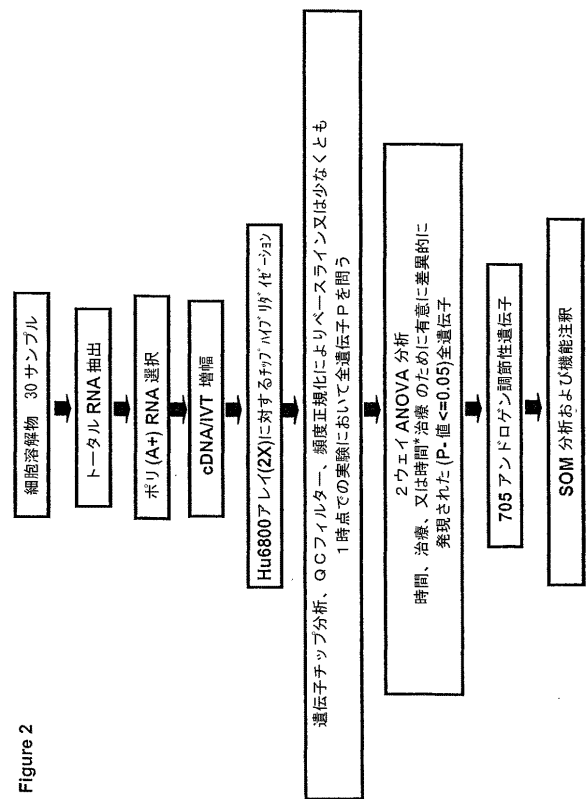 Figure 2
細胞溶解物 30 サンプル
トータル RNA 抽出
ポリ (A+) RNA 選択
cDNA/IVT 増幅
Hu6800アレイ(2X)に対するチップハイブリダイゼーション
遺伝子チップ分析、QCフィルター、頻度正規化によりベースライン又は少なくとも
1時点での実験において全遺伝子Pを問う
2ウェイ ANOVA 分析
時間、治療、又は時間*治療 のために有意に差異的に
発現された (P-値 <=0.05)全遺伝子
705 アンドロゲン調節性遺伝子
SOM 分析および機能注釈